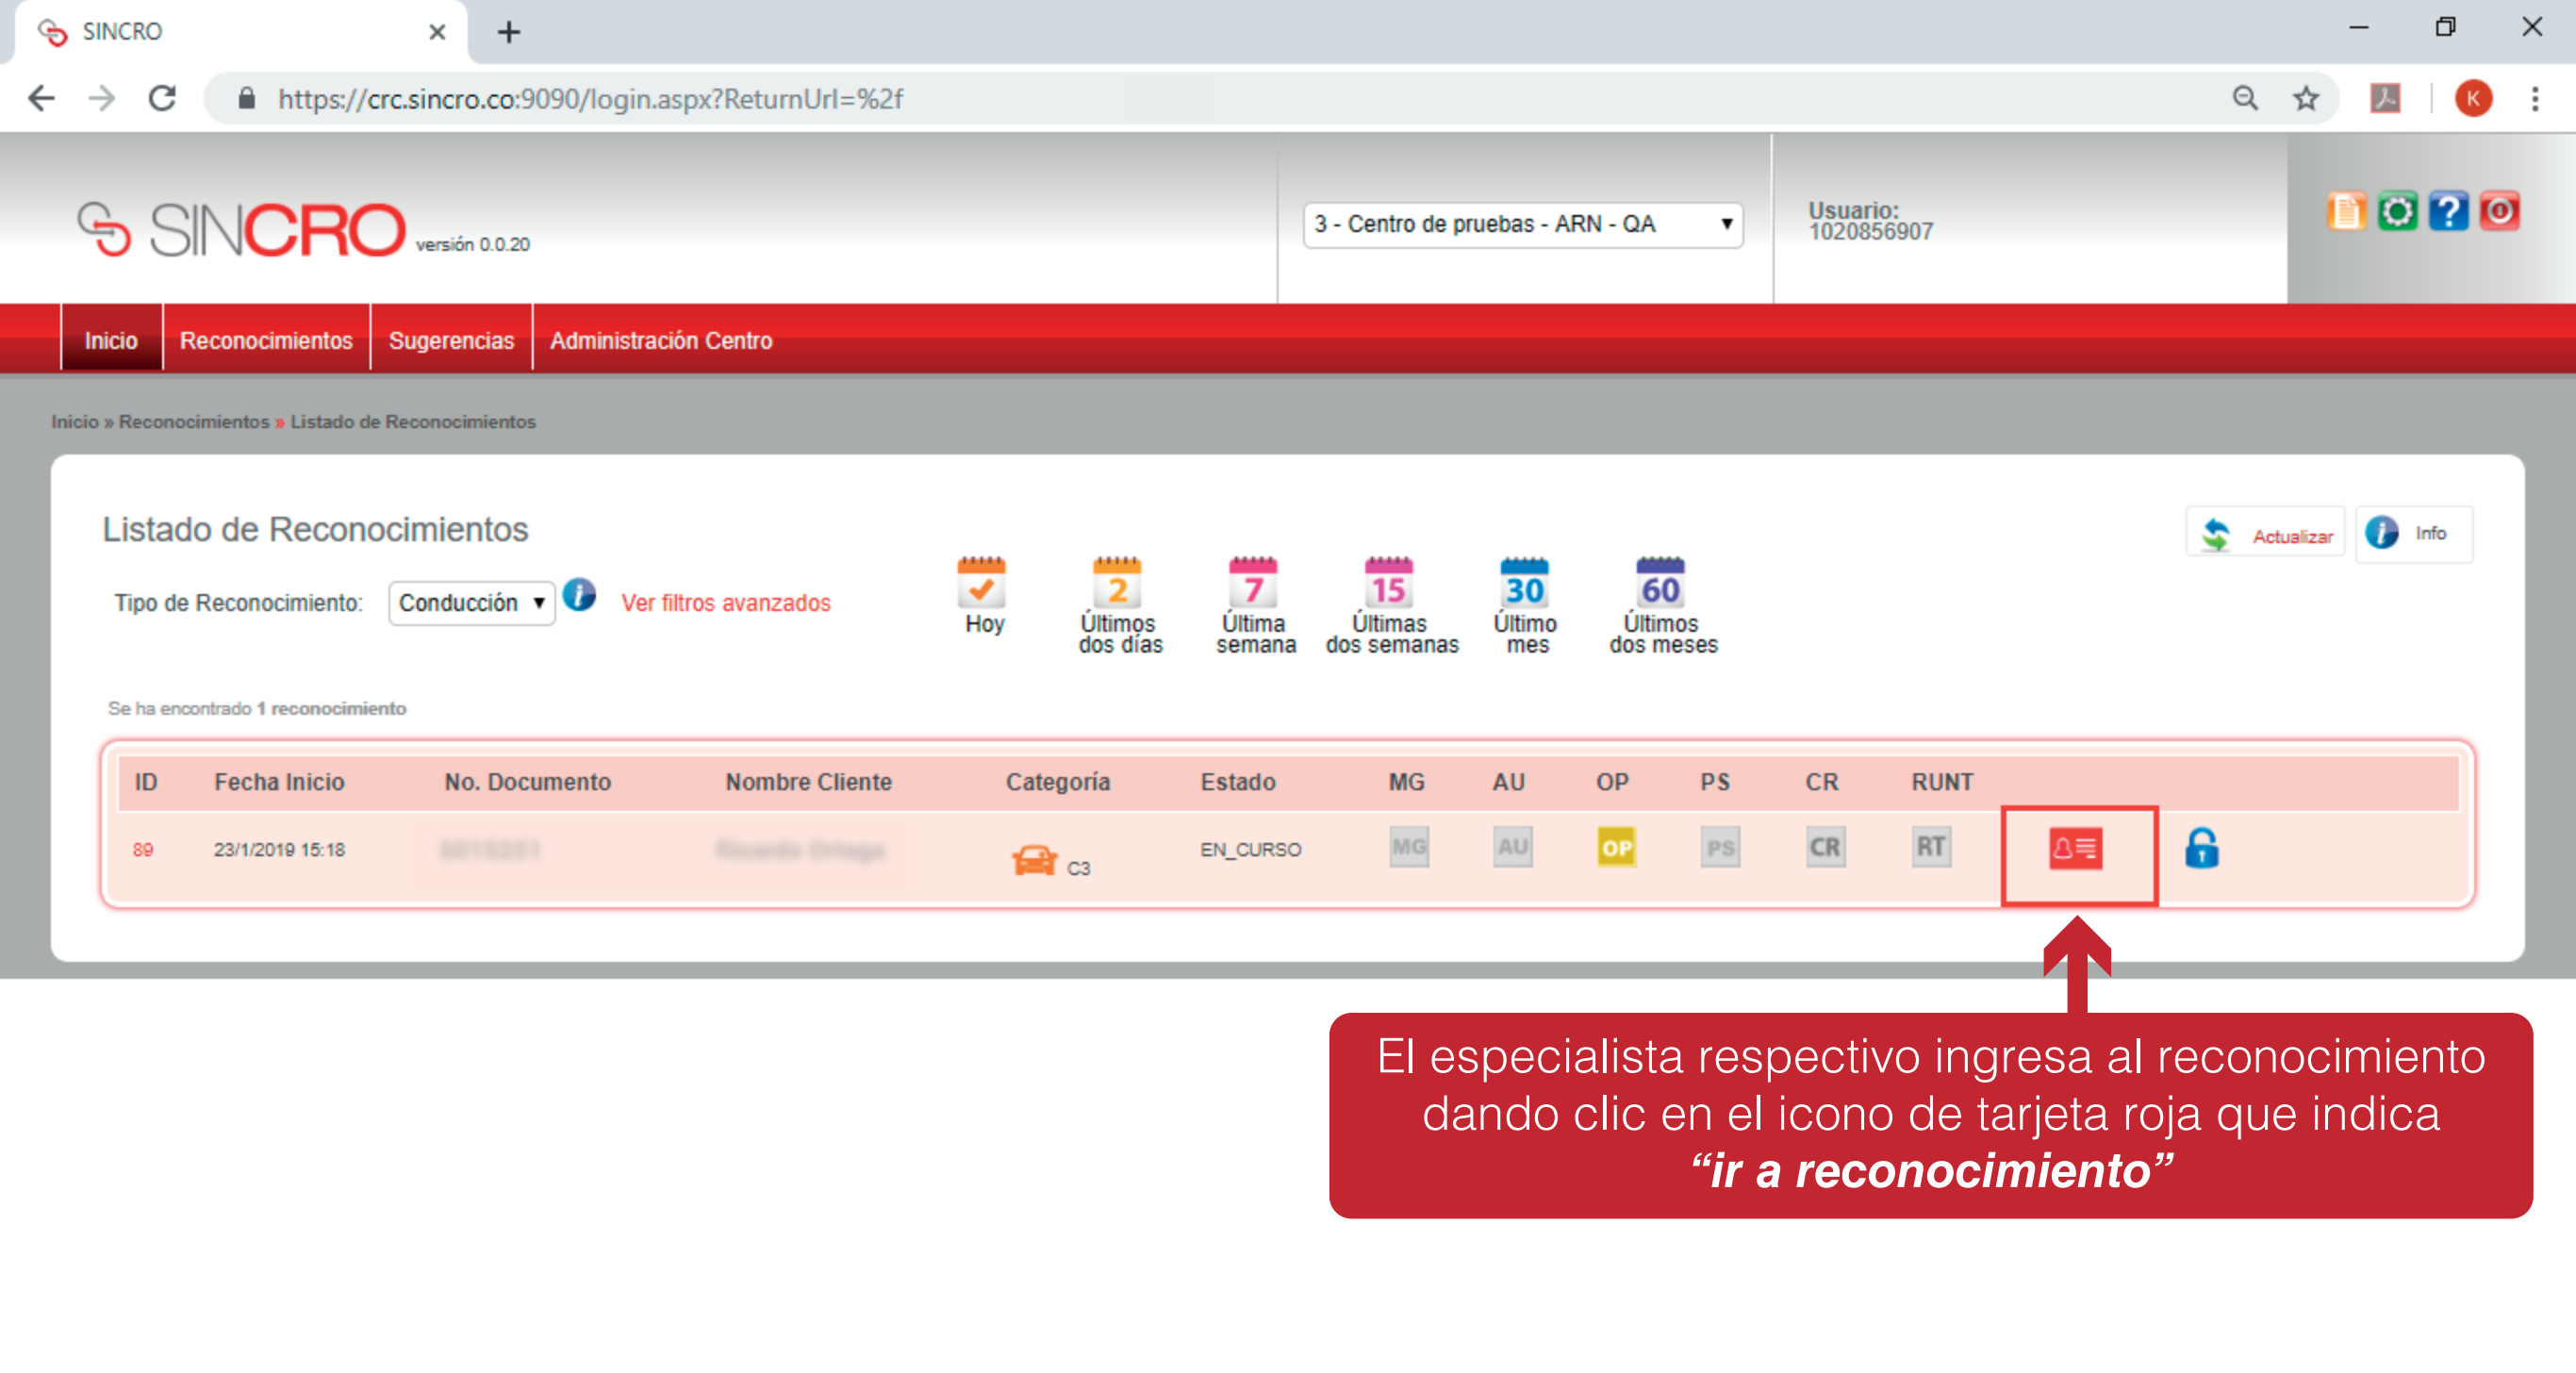 SINCRO
https://crc.sincro.co:9090/login.aspx?ReturnUrl=%2f
K
SINCRO versión 0.0.20
3 - Centro de pruebas - ARN - QA
Usuario:
1020856907
Inicio Reconocimientos Sugerencias Administración Centro
Inicio » Reconocimientos » Listado de Reconocimientos
Listado de Reconocimientos
Actualizar
Info
Tipo de Reconocimiento: Conducción Ver filtros avanzados
2 7 15 30 60
Hoy Últimos Última Últimas Último Últimos
dos días semana dos semanas mes dos meses
Se ha encontrado 1 reconocimiento
ID Fecha Inicio No. Documento Nombre Cliente Categoría Estado MG AU OP PS CR RUNT
89 23/1/2019 15:18 C3 EN_CURSO MG AU OP PS CR RT
El especialista respectivo ingresa al reconocimiento
dando clic en el icono de tarjeta roja que indica
“ir a reconocimiento”